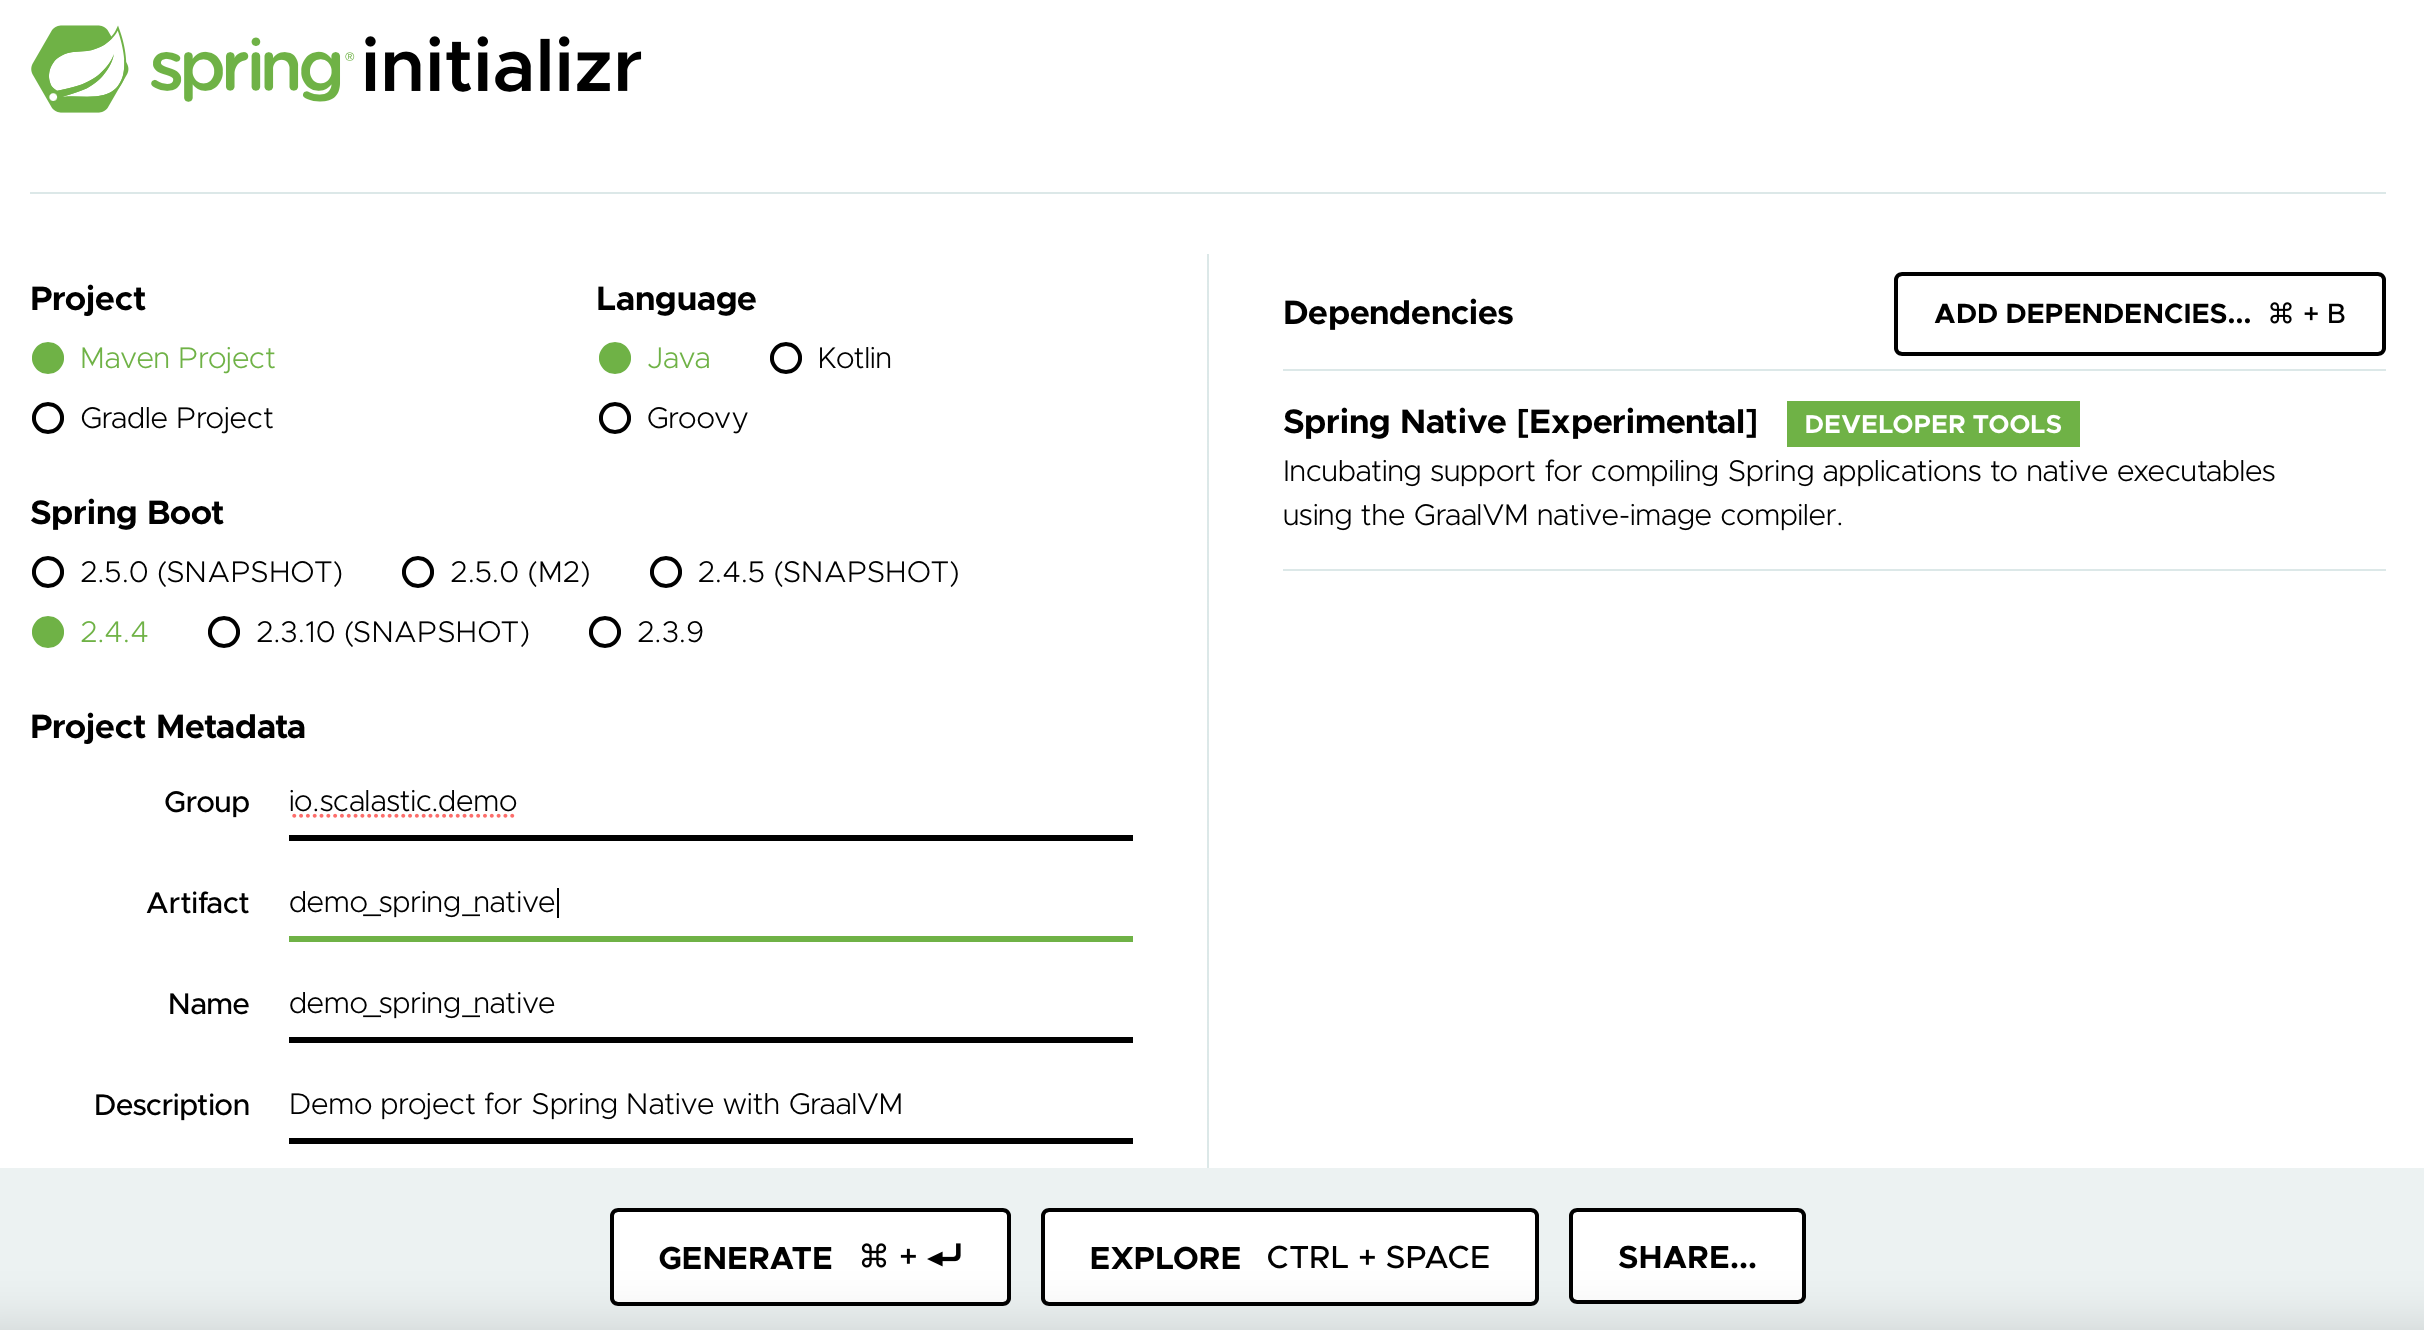 spring® initializr
Project
Maven Project
Gradle Project
Language
Java Kotlin
Groovy
Spring Boot
2.5.0 (SNAPSHOT) 2.5.0 (M2) 2.4.5 (SNAPSHOT)
2.4.4 2.3.10 (SNAPSHOT) 2.3.9
Project Metadata
Group io.scalastic.demo
Artifact demo_spring_native
Name demo_spring_native
Description Demo project for Spring Native with GraalVM
Dependencies
ADD DEPENDENCIES... ⌘ + B
Spring Native [Experimental] DEVELOPER TOOLS
Incubating support for compiling Spring applications to native executables
using the GraalVM native-image compiler.
GENERATE ⌘ + ⏎
EXPLORE CTRL + SPACE
SHARE...